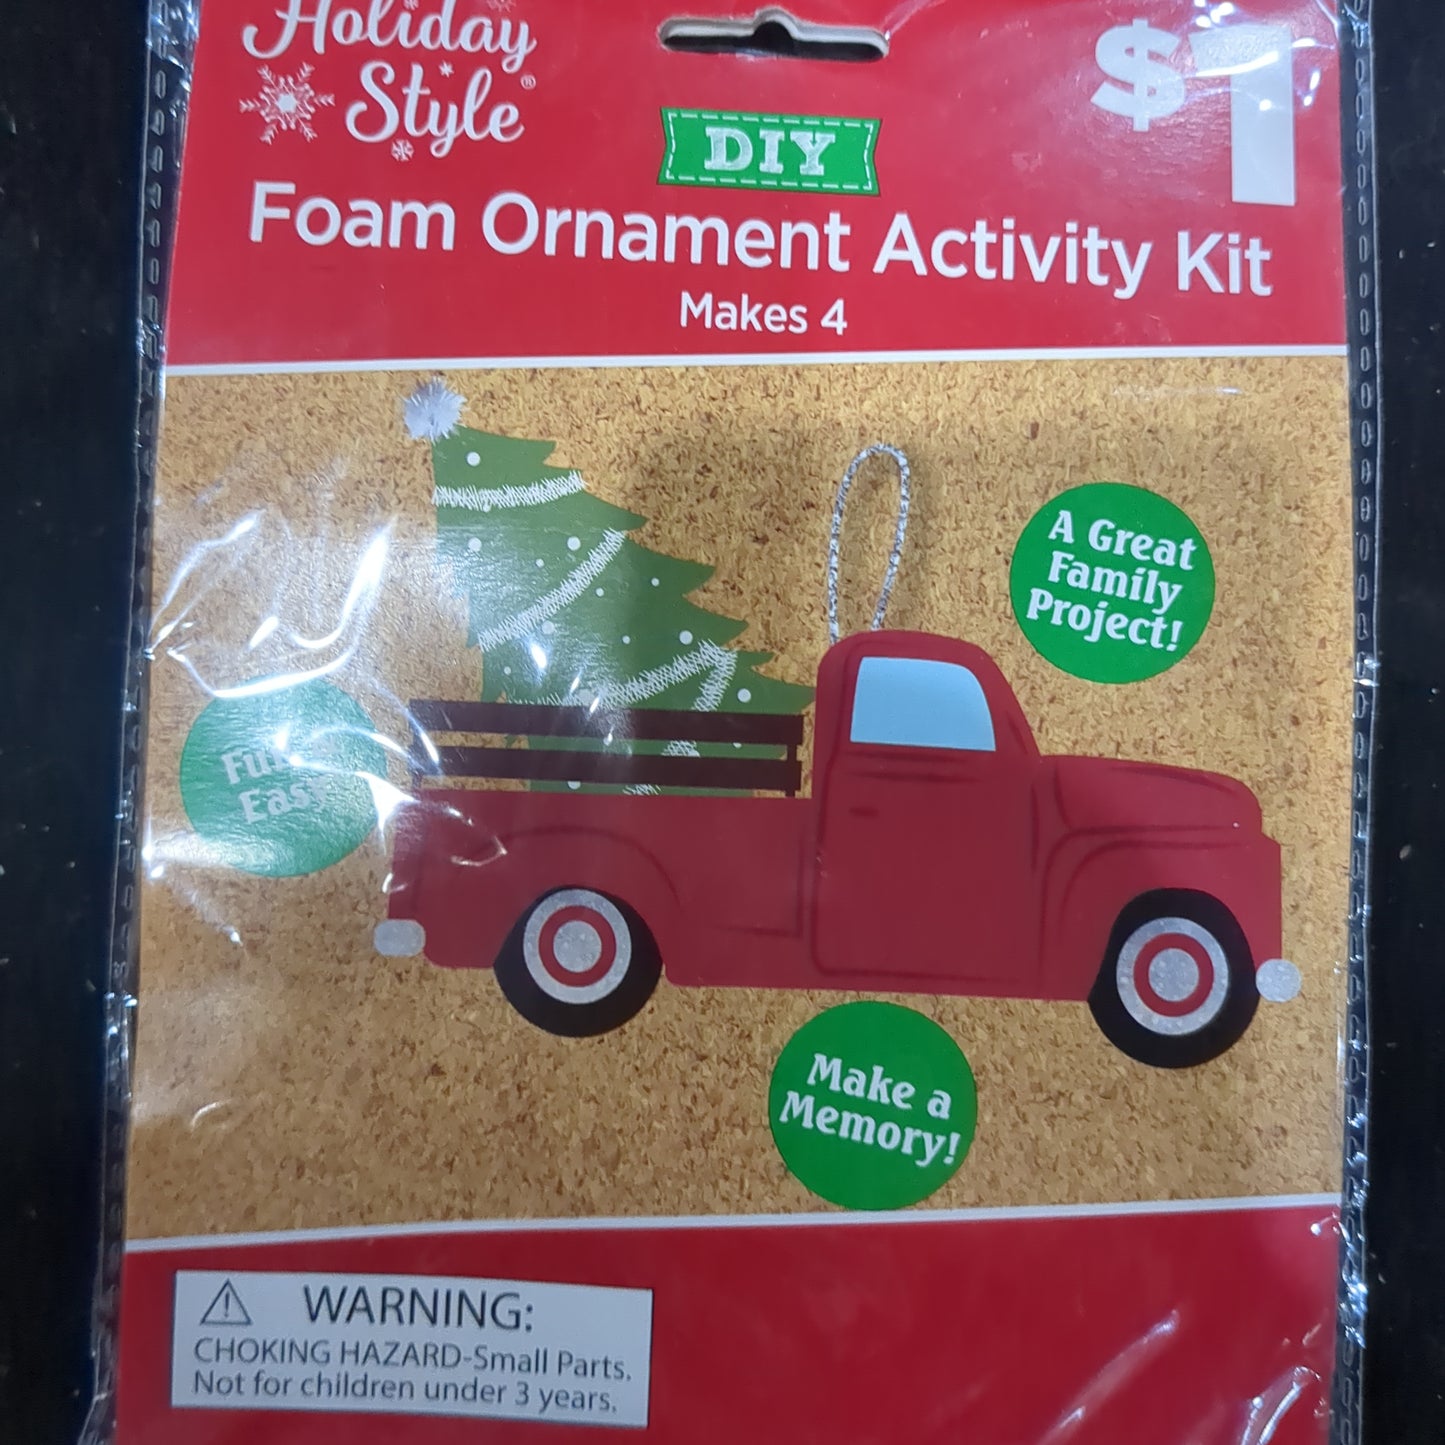 Holiday
Style®
$1
DIY
Foam Ornament Activity Kit
Makes 4
A Great
Family
Project!
Easy
Make a
Memory!
WARNING:
CHOKING HAZARD-Small Parts.
Not for children under 3 years.